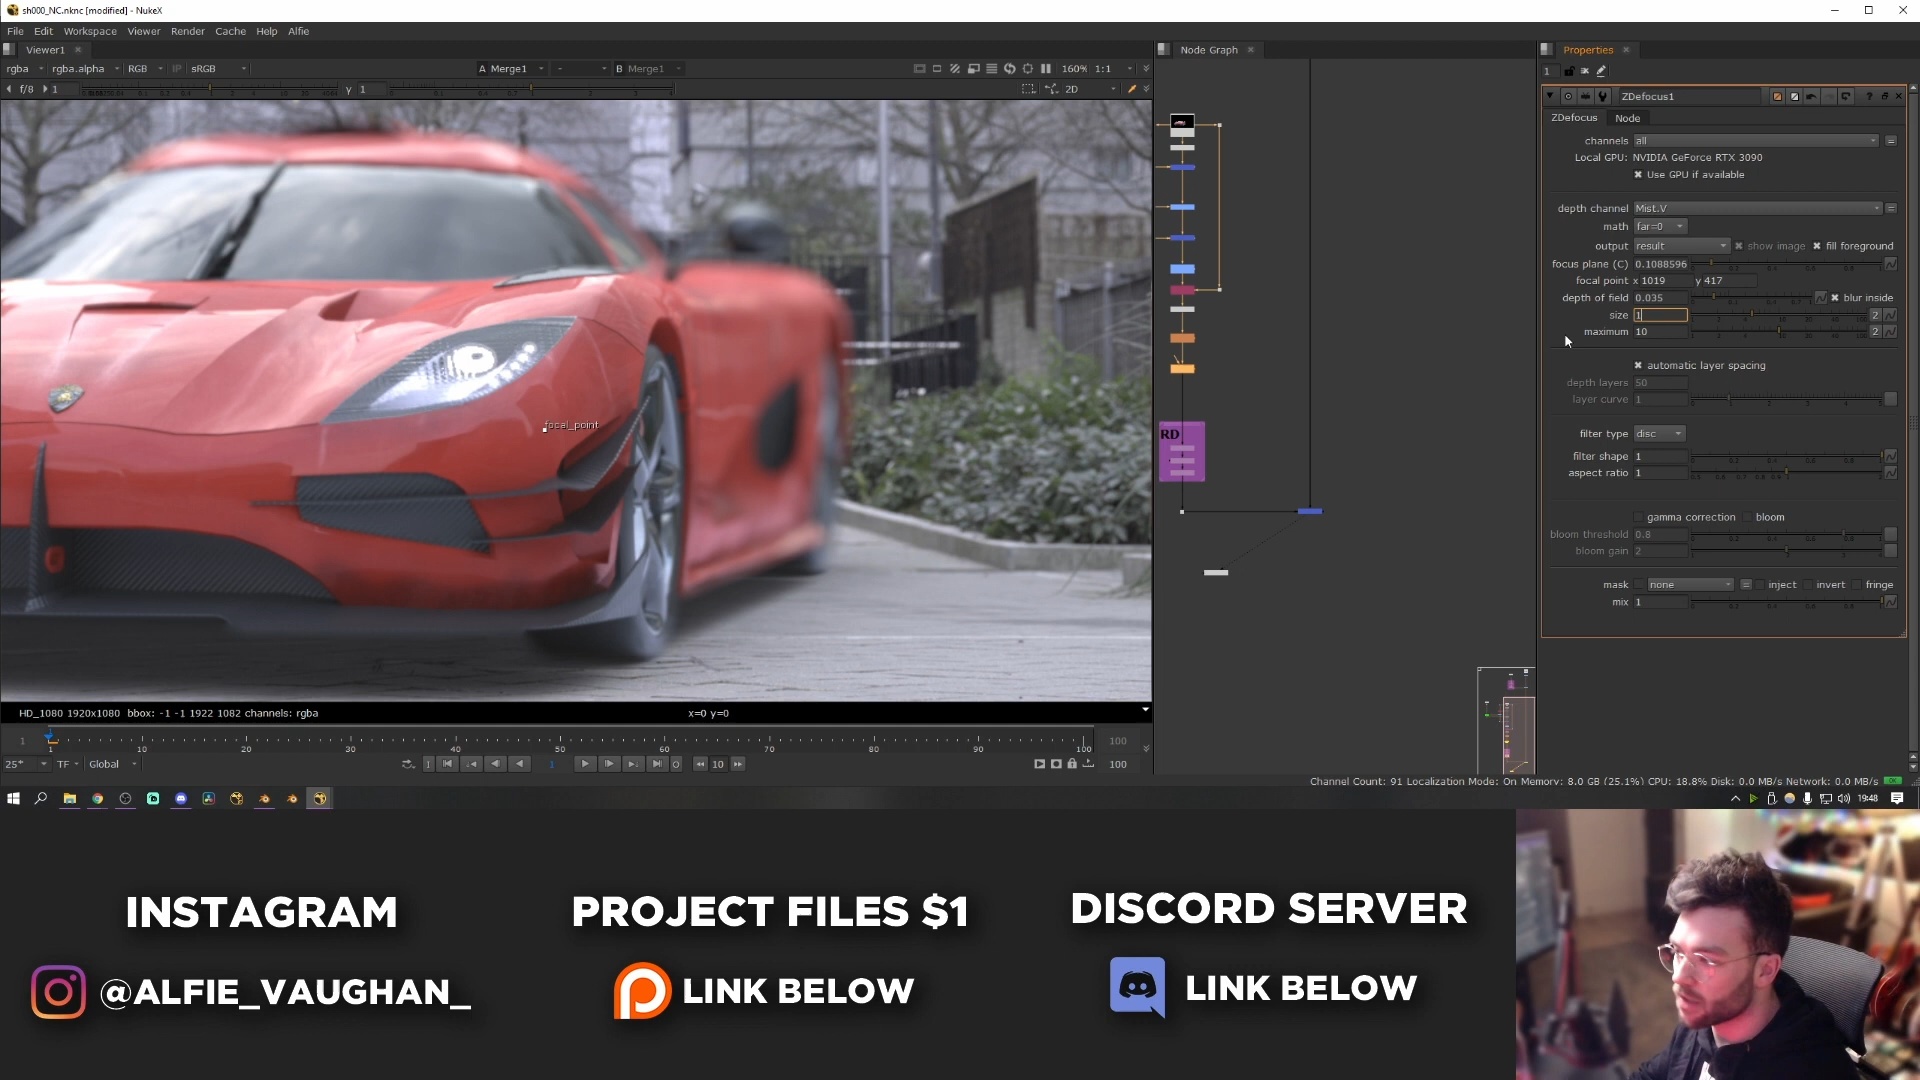 sh000_NC.nknc [modified] - NukeX
File Edit Workspace Viewer Render Cache Help Alfie
Viewer1
Node Graph
Properties
rgba rgba.alpha RGB IP sRGB A Merge1 - B Merge1 160% 1:1
f/8 1 y 1 2D
1
ZDefocus1
ZDefocus Node
channels all
Local GPU: NVIDIA GeForce RTX 3090
Use GPU if available
depth channel Mist.V
math far=0
output result show image fill foreground
focus plane (C) 0.1088596
focal point x 1019 y 417
depth of field 0.035 blur inside
size 1 2
maximum 10 2
automatic layer spacing
depth layers 50
layer curve 1
filter type disc
filter shape 1
aspect ratio 1
gamma correction bloom
bloom threshold 0.8
bloom gain 2
mask none inject invert fringe
mix 1
focal_point
RD
HD_1080 1920x1080 bbox: -1 -1 1922 1082 channels: rgba x=0 y=0
1 1 10 20 30 40 50 60 70 80 90 100 100
25* TF Global 1 10 100
Channel Count: 91 Localization Mode: On Memory: 8.0 GB (25.1%) CPU: 18.8% Disk: 0.0 MB/s Network: 0.0 MB/s
19:48
INSTAGRAM
@ALFIE_VAUGHAN_
PROJECT FILES $1
LINK BELOW
DISCORD SERVER
LINK BELOW